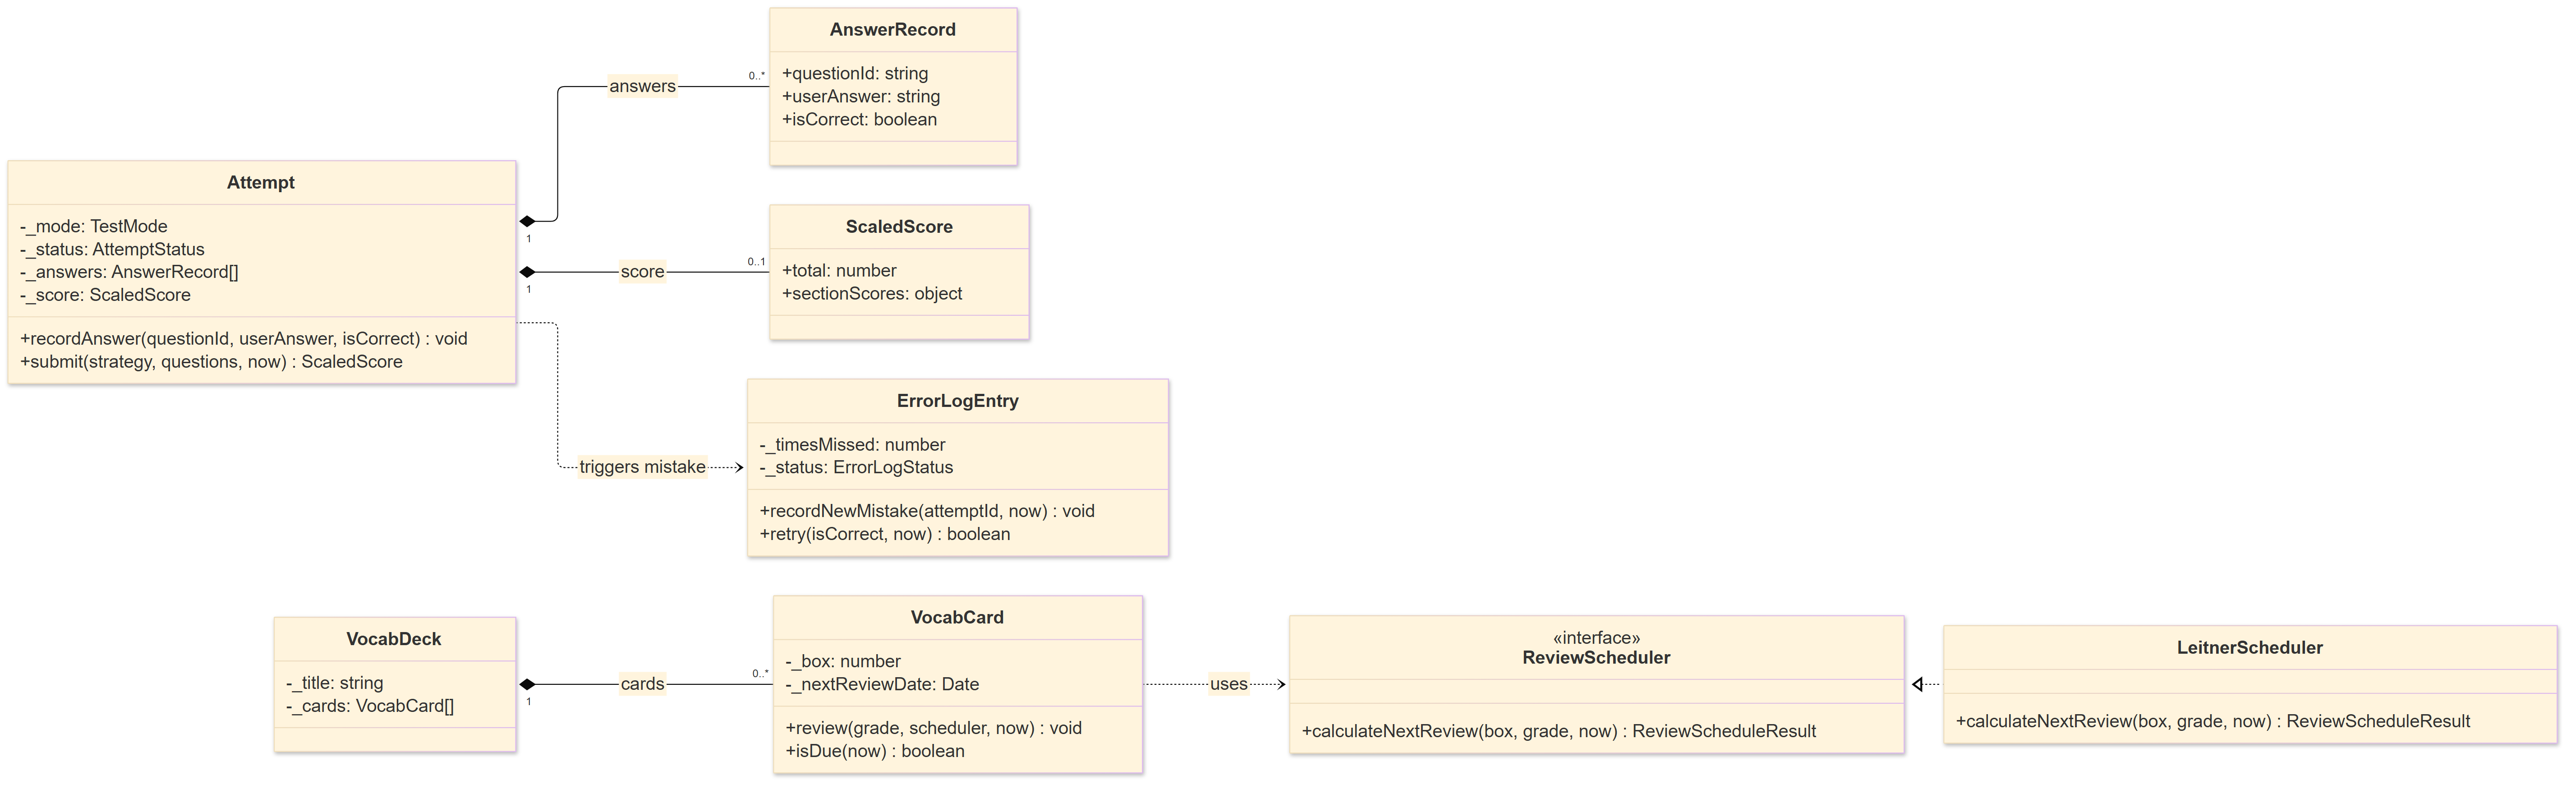 AnswerRecord
+questionId: string
+userAnswer: string
+isCorrect: boolean
answers
0..*
1
Attempt
-_mode: TestMode
-_status: AttemptStatus
-_answers: AnswerRecord[]
-_score: ScaledScore
+recordAnswer(questionId, userAnswer, isCorrect) : void
+submit(strategy, questions, now) : ScaledScore
score
0..1
1
ScaledScore
+total: number
+sectionScores: object
triggers mistake
ErrorLogEntry
-_timesMissed: number
-_status: ErrorLogStatus
+recordNewMistake(attemptId, now) : void
+retry(isCorrect, now) : boolean
VocabDeck
-_title: string
-_cards: VocabCard[]
cards
0..*
1
VocabCard
-_box: number
-_nextReviewDate: Date
+review(grade, scheduler, now) : void
+isDue(now) : boolean
uses
«interface»
ReviewScheduler
+calculateNextReview(box, grade, now) : ReviewScheduleResult
LeitnerScheduler
+calculateNextReview(box, grade, now) : ReviewScheduleResult